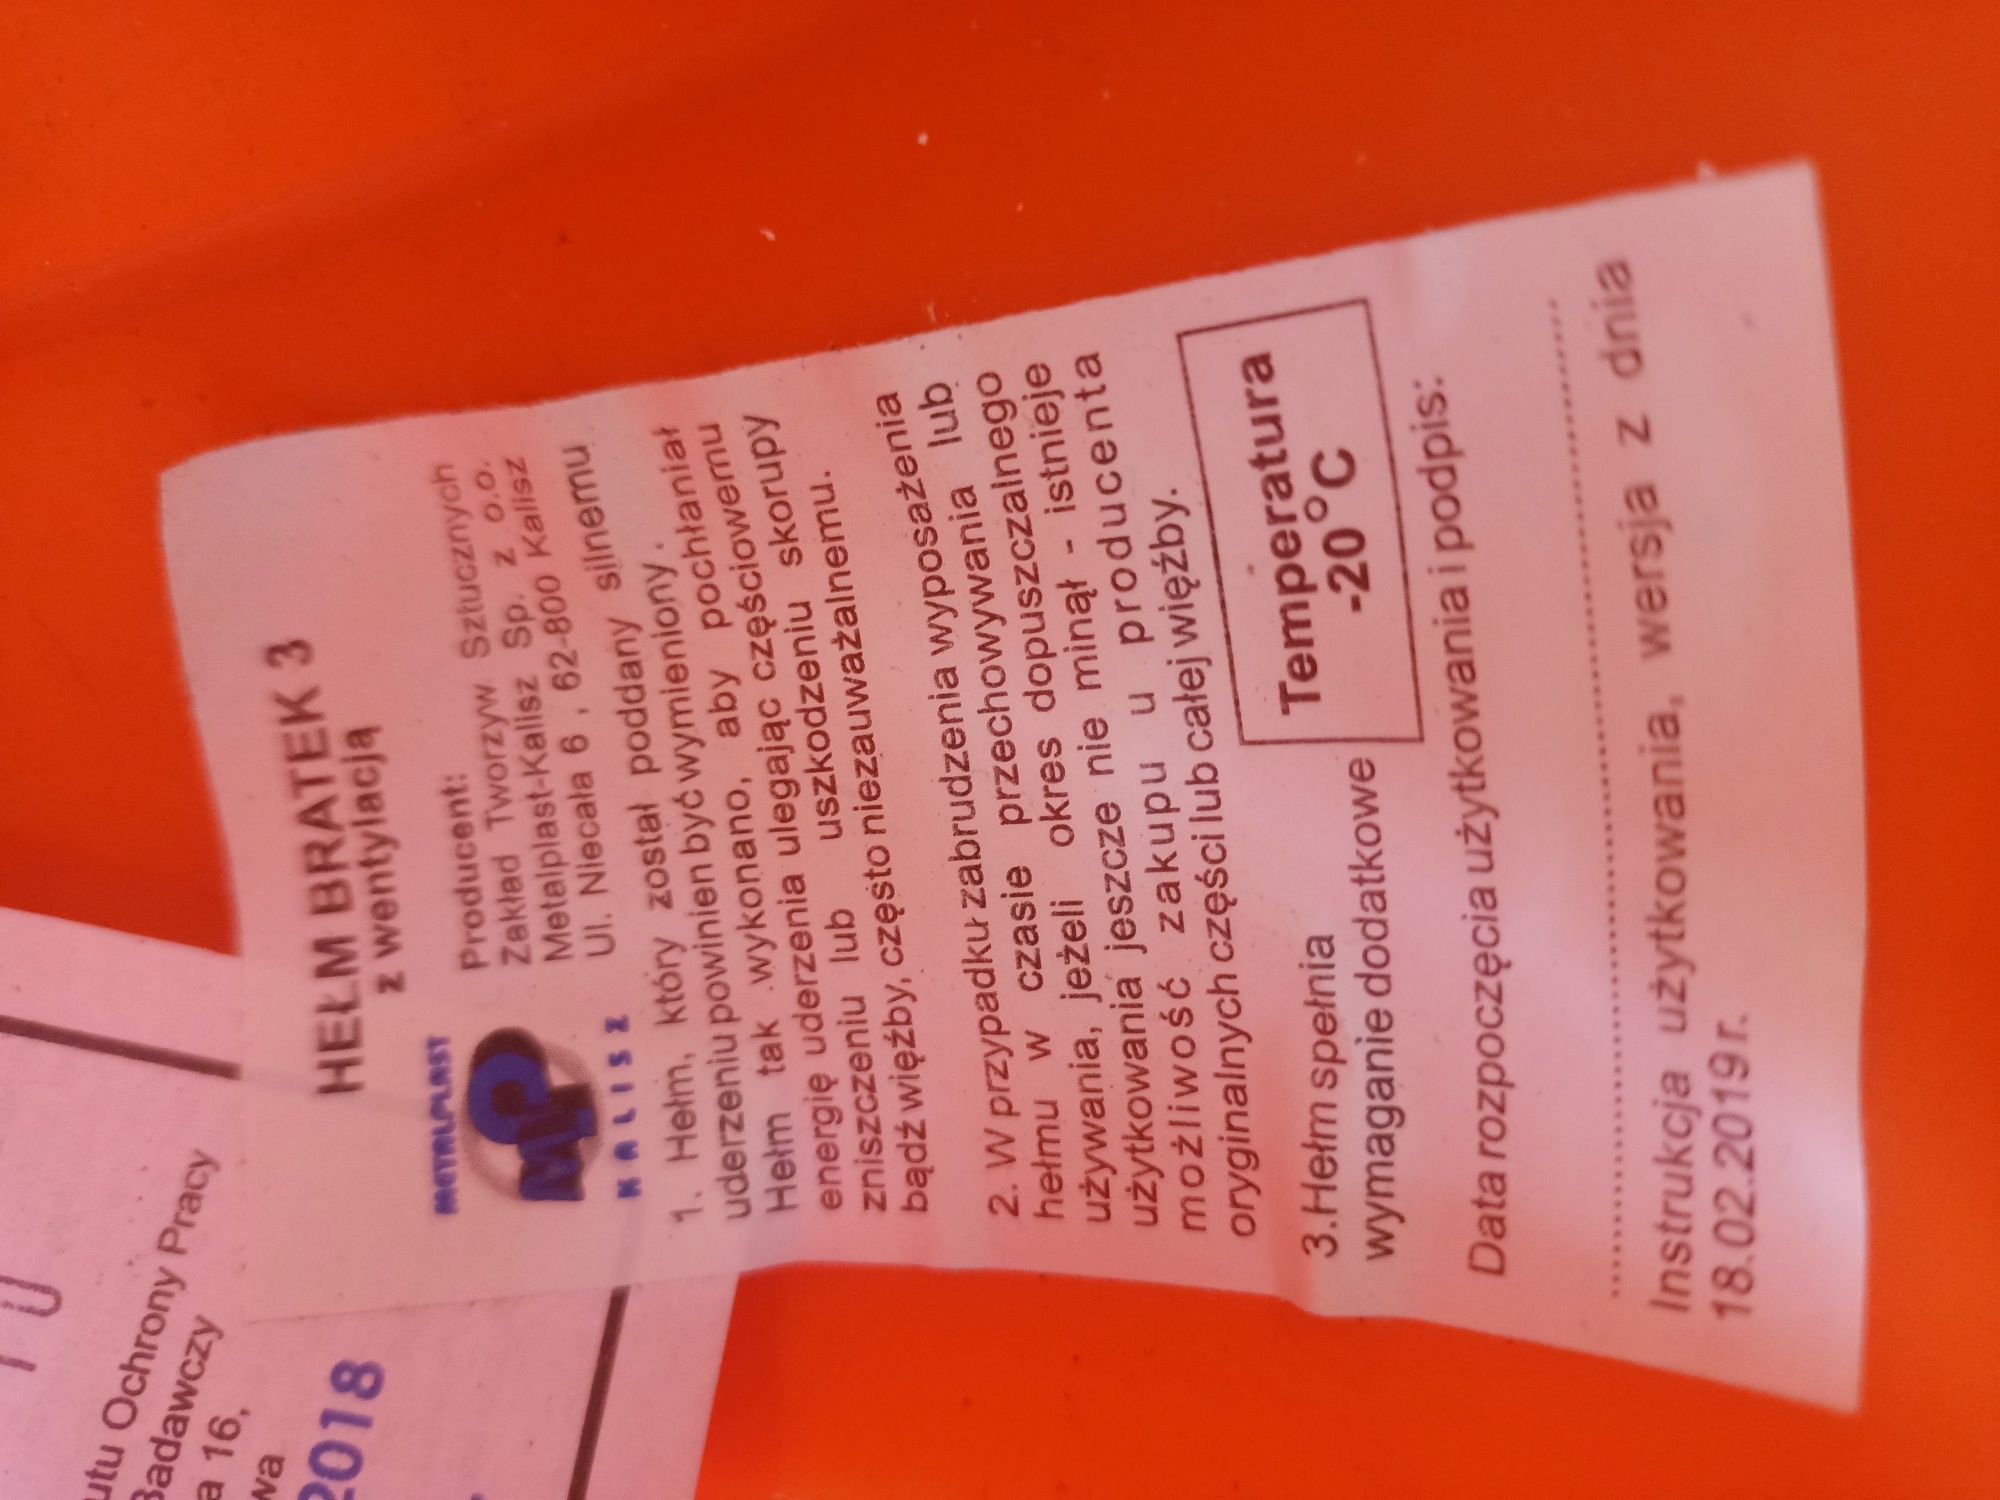 HEŁM BRATEK 3
z wentylacją
METALPLAST
MP
KALISZ
Producent:
Zakład Tworzyw Sztucznych
Metalplast-Kalisz Sp. z o.o.
Ul. Niecała 6 , 62-800 Kalisz
1. Hełm, który został poddany silnemu
uderzeniu powinien być wymieniony.
Hełm tak wykonano, aby pochłaniał
energię uderzenia ulegając częściowemu
zniszczeniu lub uszkodzeniu skorupy
bądź więźby, często niezauważalnemu.
2. W przypadku zabrudzenia wyposażenia
hełmu w czasie przechowywania lub
używania, jeżeli okres dopuszczalnego
użytkowania jeszcze nie minął - istnieje
możliwość zakupu u producenta
oryginalnych części lub całej więźby.
3.Hełm spełnia
wymaganie dodatkowe
Temperatura
-20°C
Data rozpoczęcia użytkowania i podpis:
Instrukcja użytkowania, wersja z dnia
18.02.2019r.
utu Ochrony Pracy
Badawczy
a 16,
wa
2018